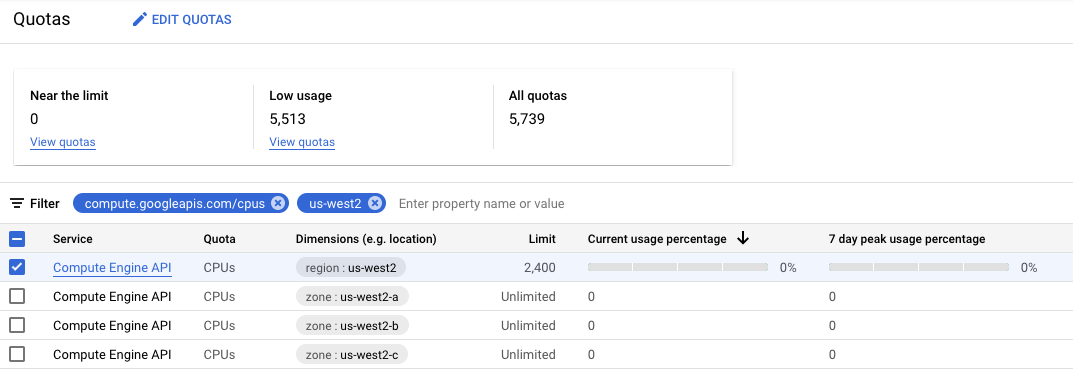 Quotas EDIT QUOTAS
Near the limit Low usage All quotas
0 5,513 5,739
View quotas View quotas
Filter compute.googleapis.com/cpus us-west2 Enter property name or value
Service Quota Dimensions (e.g. location) Limit Current usage percentage 7 day peak usage percentage
Compute Engine API CPUs region : us-west2 2,400 0% 0%
Compute Engine API CPUs zone : us-west2-a Unlimited 0 0
Compute Engine API CPUs zone : us-west2-b Unlimited 0 0
Compute Engine API CPUs zone : us-west2-c Unlimited 0 0